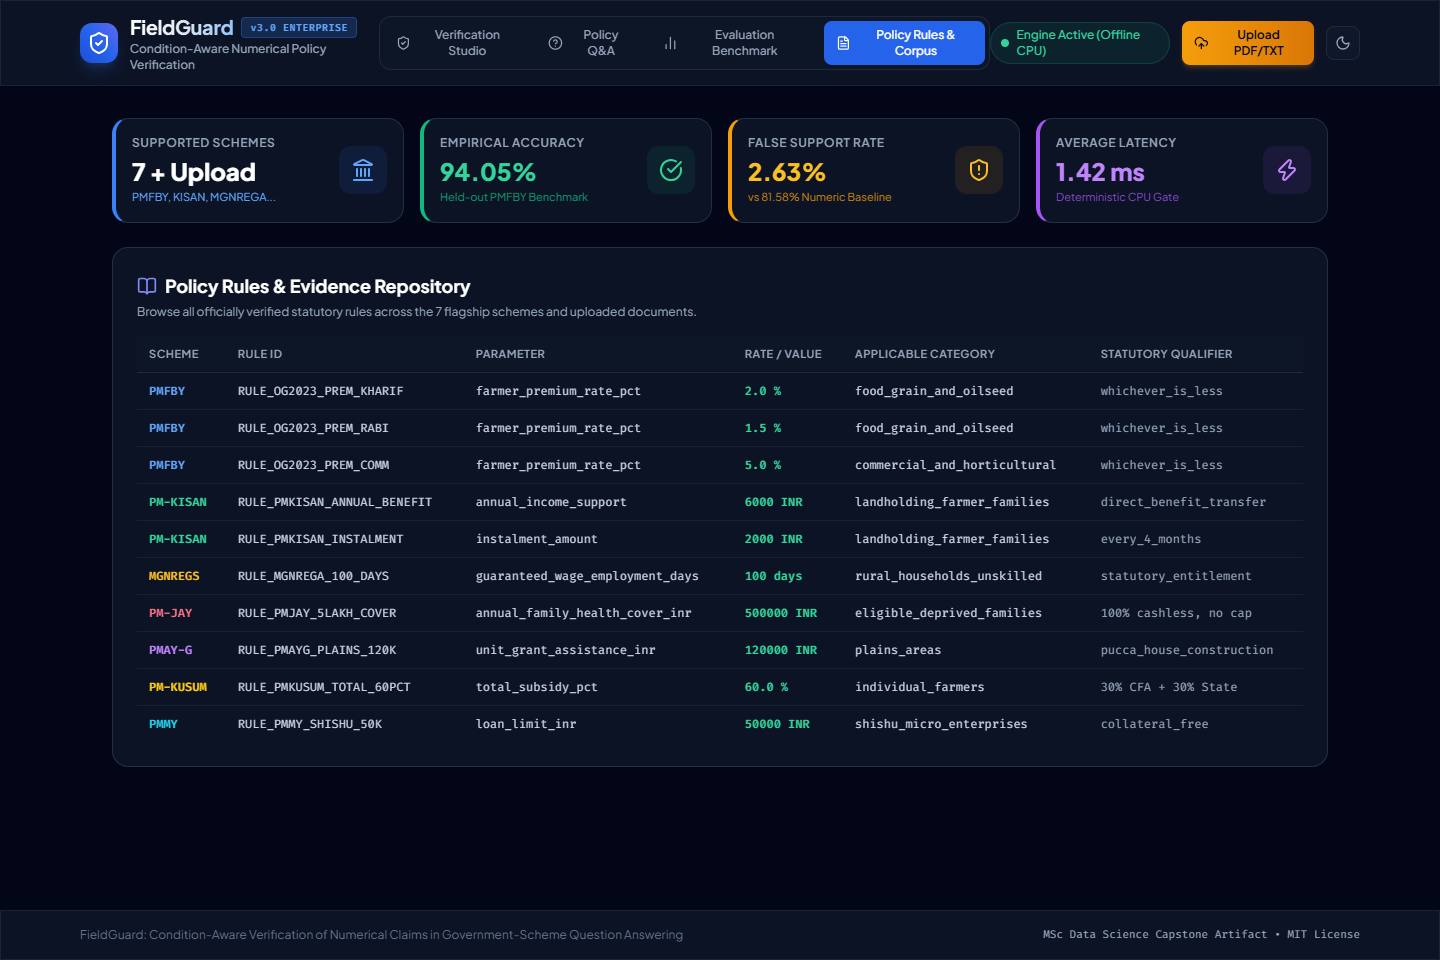 FieldGuard v3.0 ENTERPRISE
Condition-Aware Numerical Policy
Verification
Verification
Studio
Policy
Q&A
Evaluation
Benchmark
Policy Rules &
Corpus
Engine Active (Offline
CPU)
Upload
PDF/TXT
SUPPORTED SCHEMES
7 + Upload
PMFBY, KISAN, MGNREGA...
EMPIRICAL ACCURACY
94.05%
Held-out PMFBY Benchmark
FALSE SUPPORT RATE
2.63%
vs 81.58% Numeric Baseline
AVERAGE LATENCY
1.42 ms
Deterministic CPU Gate
Policy Rules & Evidence Repository
Browse all officially verified statutory rules across the 7 flagship schemes and uploaded documents.
SCHEME RULE ID PARAMETER RATE / VALUE APPLICABLE CATEGORY STATUTORY QUALIFIER
PMFBY RULE_OG2023_PREM_KHARIF farmer_premium_rate_pct 2.0 % food_grain_and_oilseed whichever_is_less
PMFBY RULE_OG2023_PREM_RABI farmer_premium_rate_pct 1.5 % food_grain_and_oilseed whichever_is_less
PMFBY RULE_OG2023_PREM_COMM farmer_premium_rate_pct 5.0 % commercial_and_horticultural whichever_is_less
PM-KISAN RULE_PMKISAN_ANNUAL_BENEFIT annual_income_support 6000 INR landholding_farmer_families direct_benefit_transfer
PM-KISAN RULE_PMKISAN_INSTALMENT instalment_amount 2000 INR landholding_farmer_families every_4_months
MGNREGS RULE_MGNREGA_100_DAYS guaranteed_wage_employment_days 100 days rural_households_unskilled statutory_entitlement
PM-JAY RULE_PMJAY_5LAKH_COVER annual_family_health_cover_inr 500000 INR eligible_deprived_families 100% cashless, no cap
PMAY-G RULE_PMAYG_PLAINS_120K unit_grant_assistance_inr 120000 INR plains_areas pucca_house_construction
PM-KUSUM RULE_PMKUSUM_TOTAL_60PCT total_subsidy_pct 60.0 % individual_farmers 30% CFA + 30% State
PMMY RULE_PMMY_SHISHU_50K loan_limit_inr 50000 INR shishu_micro_enterprises collateral_free
FieldGuard: Condition-Aware Verification of Numerical Claims in Government-Scheme Question Answering
MSc Data Science Capstone Artifact • MIT License